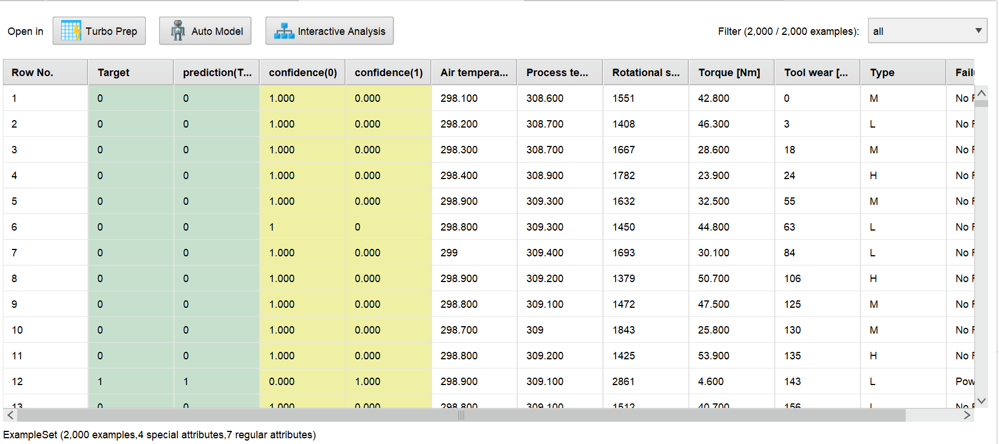 Open in Turbo Prep Auto Model Interactive Analysis Filter (2,000 / 2,000 examples): all
Row No. Target prediction(T... confidence(0) confidence(1) Air tempera... Process te... Rotational s... Torque [Nm] Tool wear [... Type Fail
1 0 0 1.000 0.000 298.100 308.600 1551 42.800 0 M No F
2 0 0 1.000 0.000 298.200 308.700 1408 46.300 3 L No F
3 0 0 1.000 0.000 298.300 308.700 1667 28.600 18 M No F
4 0 0 1.000 0.000 298.400 308.900 1782 23.900 24 H No F
5 0 0 1.000 0.000 298.900 309.300 1632 32.500 55 M No F
6 0 0 1 0 298.800 309.300 1450 44.800 63 L No F
7 0 0 1.000 0.000 299 309.400 1693 30.100 84 L No F
8 0 0 1.000 0.000 298.900 309.200 1379 50.700 106 H No F
9 0 0 1.000 0.000 298.800 309.100 1472 47.500 125 M No F
10 0 0 1.000 0.000 298.700 309 1843 25.800 130 M No F
11 0 0 1.000 0.000 298.800 309.200 1425 53.900 135 H No F
12 1 1 0.000 1.000 298.900 309.100 2861 4.600 143 L Pow
13 0 0 1.000 0.000 298.800 309.100 1512 40.700 156 L No F
ExampleSet (2,000 examples,4 special attributes,7 regular attributes)